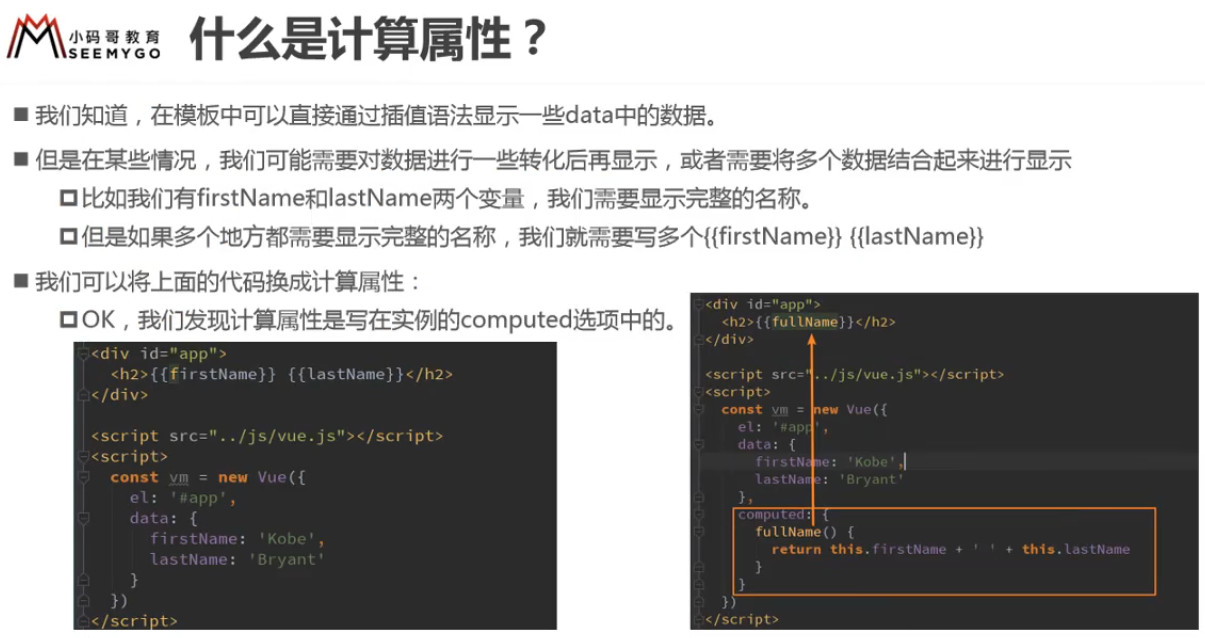 小码哥教育
SEEMYGO
什么是计算属性？
我们知道，在模板中可以直接通过插值语法显示一些data中的数据。
但是在某些情况，我们可能需要对数据进行一些转化后再显示，或者需要将多个数据结合起来进行显示
比如我们有firstName和lastName两个变量，我们需要显示完整的名称。
但是如果多个地方都需要显示完整的名称，我们就需要写多个{{firstName}} {{lastName}}
我们可以将上面的代码换成计算属性：
OK，我们发现计算属性是写在实例的computed选项中的。
<div id="app">
<h2>{{firstName}} {{lastName}}</h2>
</div>
<script src="../js/vue.js"></script>
<script>
const vm = new Vue({
el: '#app',
data: {
firstName: 'Kobe',
lastName: 'Bryant'
}
})
</script>
<div id="app">
<h2>{{fullName}}</h2>
</div>
<script src="../js/vue.js"></script>
<script>
const vm = new Vue({
el: '#app',
data: {
firstName: 'Kobe',
lastName: 'Bryant'
},
computed: {
fullName() {
return this.firstName + ' ' + this.lastName
}
}
})
</script>